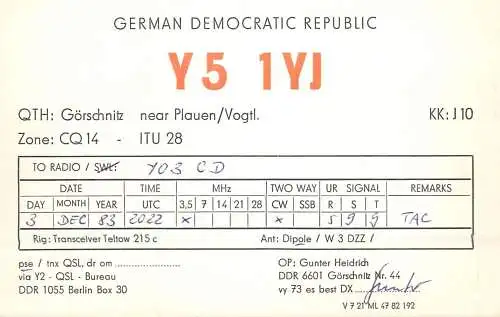 GERMAN DEMOCRATIC REPUBLIC
Y5 1YJ
QTH: Görschnitz near Plauen/Vogtl. KK: J 10
Zone: CQ 14 - ITU 28
TO RADIO / SWL: YO3 CD
DATE TIME MHz TWO WAY UR SIGNAL REMARKS
DAY MONTH YEAR UTC 3,5 7 14 21 28 CW SSB R S T
3 DEC 83 2022 x x 5 9 9 TAC
Rig: Transceiver Teltow 215 c Ant: Dipole / W 3 DZZ /
pse / tnx QSL, dr om ........................ OP: Gunter Heidrich
via Y2 - QSL - Bureau DDR 6601 Görschnitz Nr. 44
DDR 1055 Berlin Box 30 vy 73 es best DX
V 7 21 ML 47 82 192